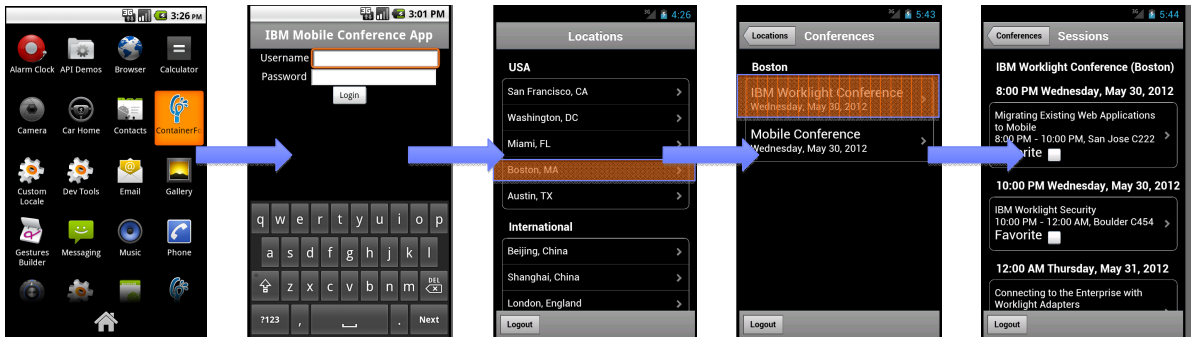 3G 3:26 PM
Alarm Clock API Demos Browser Calculator
Camera Car Home Contacts ContainerFo
Custom Locale Dev Tools Email Gallery
Gestures Builder Messaging Music Phone
3G 3:01 PM
IBM Mobile Conference App
Username
Password
Login
q w e r t y u i o p
a s d f g h j k l
z x c v b n m DEL
?123 , . Next
3G 4:26
Locations
USA
San Francisco, CA
Washington, DC
Miami, FL
Boston, MA
Austin, TX
International
Beijing, China
Shanghai, China
London, England
Logout
3G 5:43
Locations Conferences
Boston
IBM Worklight Conference
Wednesday, May 30, 2012
Mobile Conference
Wednesday, May 30, 2012
Logout
3G 5:44
Conferences Sessions
IBM Worklight Conference (Boston)
8:00 PM Wednesday, May 30, 2012
Migrating Existing Web Applications
to Mobile
8:00 PM - 10:00 PM, San Jose C222
orite
10:00 PM Wednesday, May 30, 2012
IBM Worklight Security
10:00 PM - 12:00 AM, Boulder C454
Favorite
12:00 AM Thursday, May 31, 2012
Connecting to the Enterprise with
Worklight Adapters
Logout